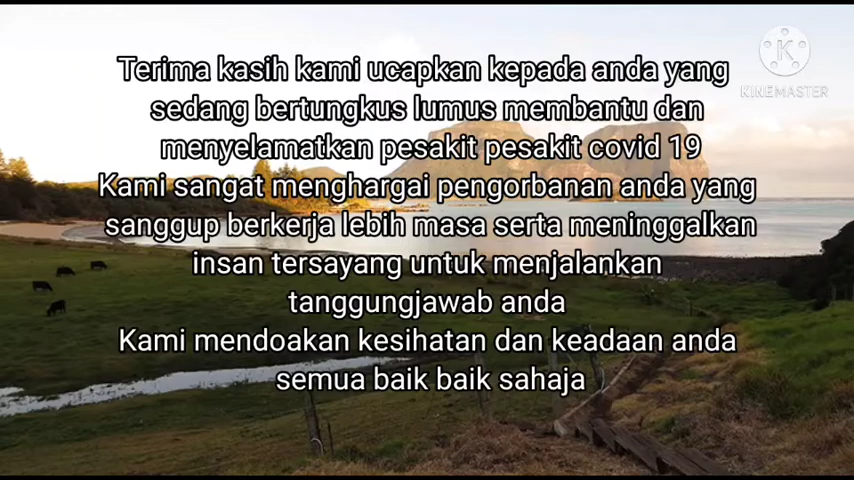 Terima kasih kami ucapkan kepada anda yang
sedang bertungkus lumus membantu dan
menyelamatkan pesakit pesakit covid 19
Kami sangat menghargai pengorbanan anda yang
sanggup berkerja lebih masa serta meninggalkan
insan tersayang untuk menjalankan
tanggungjawab anda
Kami mendoakan kesihatan dan keadaan anda
semua baik baik sahaja
K
KINEMASTER